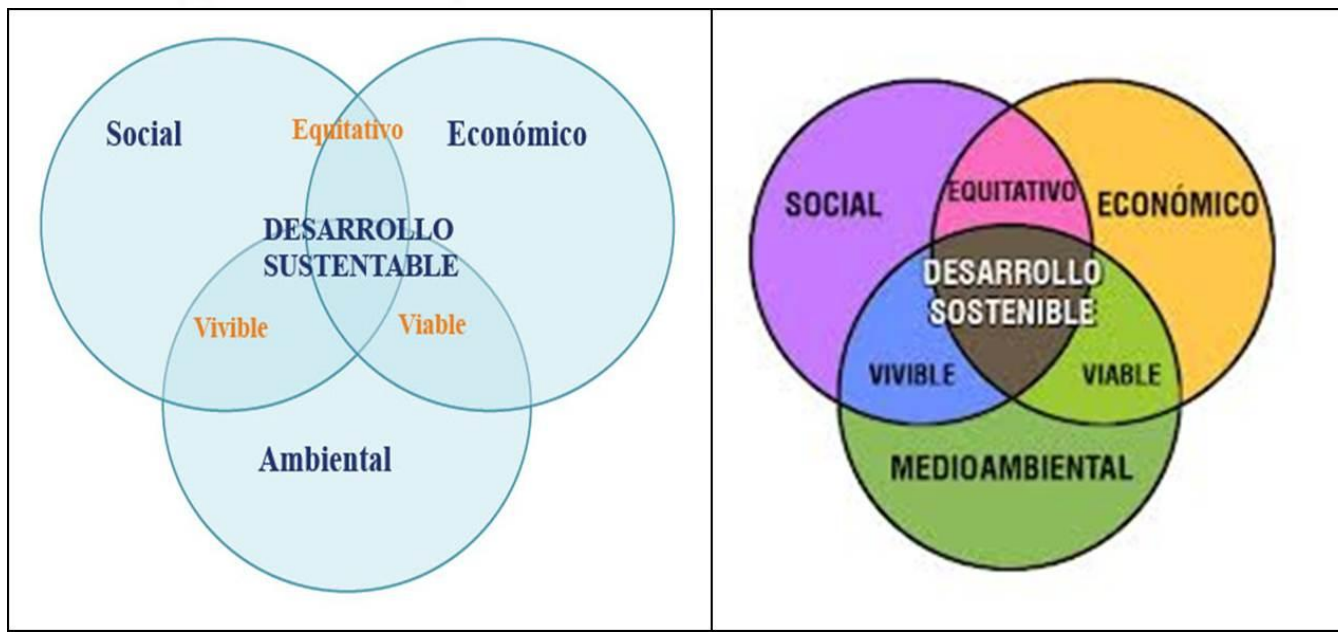 Social
Equitativo
Económico
DESARROLLO
SUSTENTABLE
Vivible
Viable
Ambiental
SOCIAL
EQUITATIVO
ECONÓMICO
DESARROLLO
SOSTENIBLE
VIVIBLE
VIABLE
MEDIOAMBIENTAL